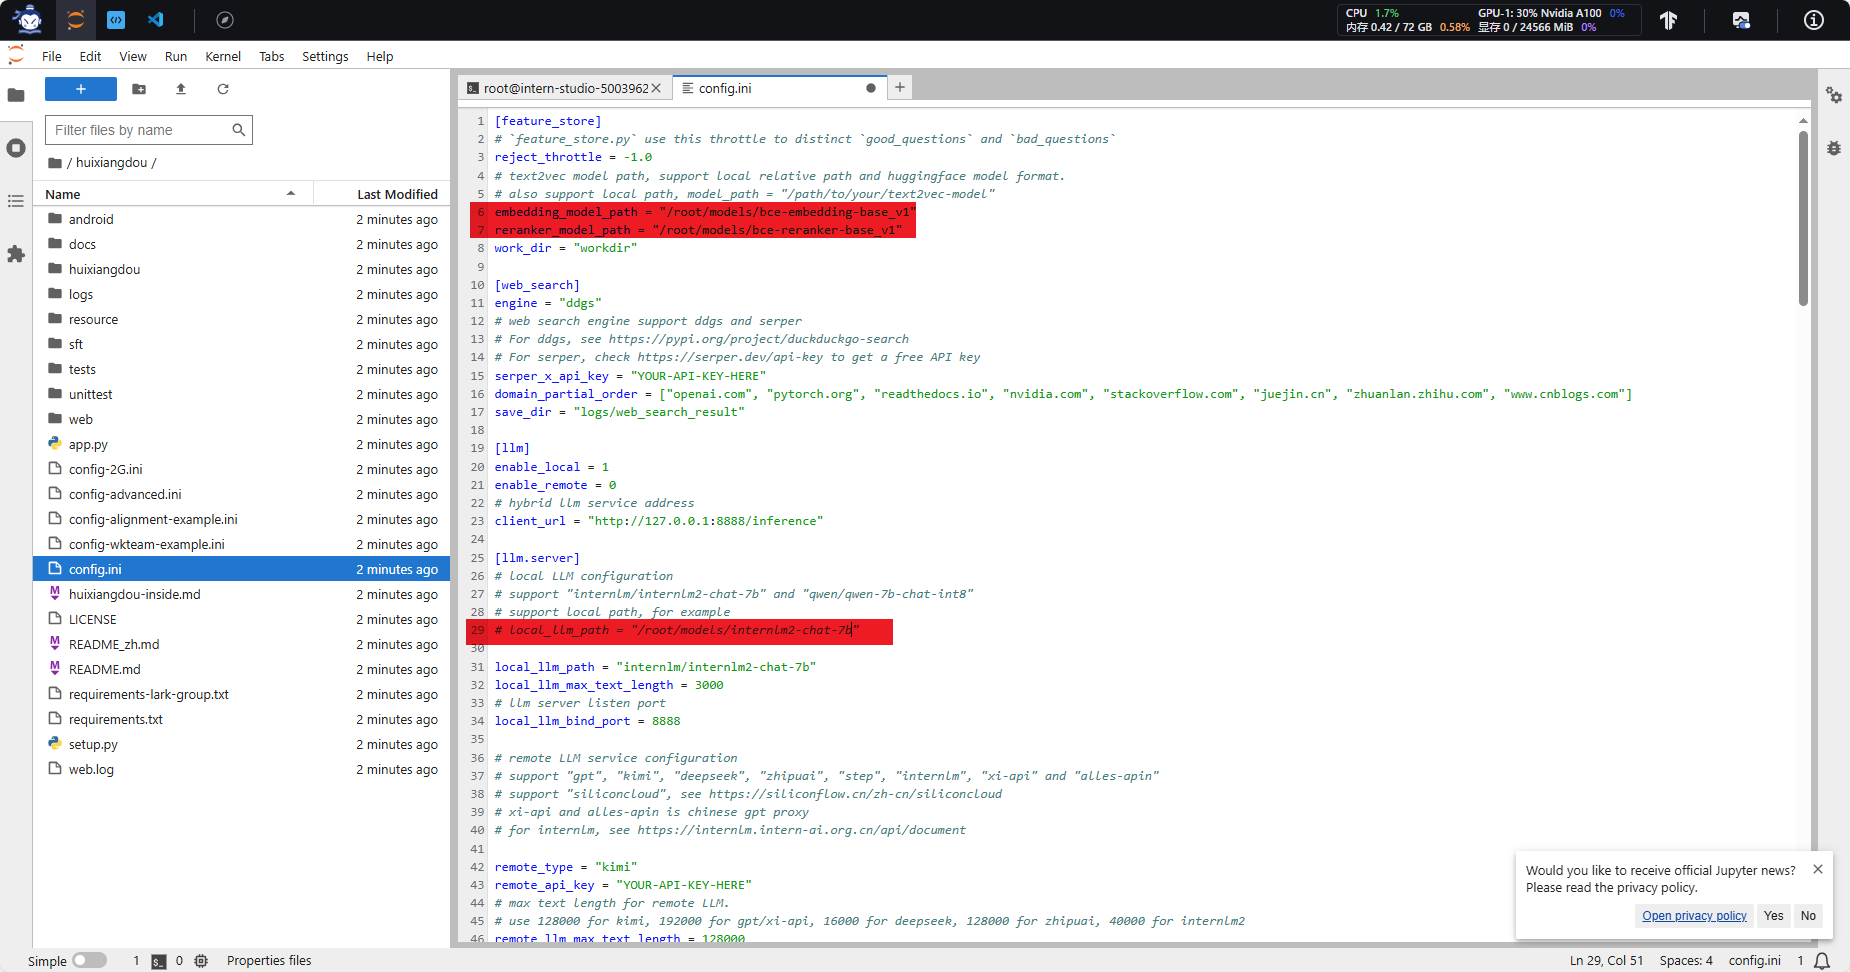 CPU 1.7% GPU-1: 30% Nvidia A100 0%
内存 0.42 / 72 GB 0.58% 显存 0 / 24566 MiB 0%
File Edit View Run Kernel Tabs Settings Help
root@intern-studio-5003962
config.ini
Filter files by name
/ huixiangdou /
Name Last Modified
android 2 minutes ago
docs 2 minutes ago
huixiangdou 2 minutes ago
logs 2 minutes ago
resource 2 minutes ago
sft 2 minutes ago
tests 2 minutes ago
unittest 2 minutes ago
web 2 minutes ago
app.py 2 minutes ago
config-2G.ini 2 minutes ago
config-advanced.ini 2 minutes ago
config-alignment-example.ini 2 minutes ago
config-wkteam-example.ini 2 minutes ago
config.ini 2 minutes ago
huixiangdou-inside.md 2 minutes ago
LICENSE 2 minutes ago
README_zh.md 2 minutes ago
README.md 2 minutes ago
requirements-lark-group.txt 2 minutes ago
requirements.txt 2 minutes ago
setup.py 2 minutes ago
web.log 2 minutes ago
1 [feature_store]
2 # `feature_store.py` use this throttle to distinct `good_questions` and `bad_questions`
3 reject_throttle = -1.0
4 # text2vec model path, support local relative path and huggingface model format.
5 # also support local path, model_path = "/path/to/your/text2vec-model"
6 embedding_model_path = "/root/models/bce-embedding-base_v1"
7 reranker_model_path = "/root/models/bce-reranker-base_v1"
8 work_dir = "workdir"
9
10 [web_search]
11 engine = "ddgs"
12 # web search engine support ddgs and serper
13 # For ddgs, see https://pypi.org/project/duckduckgo-search
14 # For serper, check https://serper.dev/api-key to get a free API key
15 serper_x_api_key = "YOUR-API-KEY-HERE"
16 domain_partial_order = ["openai.com", "pytorch.org", "readthedocs.io", "nvidia.com", "stackoverflow.com", "juejin.cn", "zhuanlan.zhihu.com", "www.cnblogs.com"]
17 save_dir = "logs/web_search_result"
18
19 [llm]
20 enable_local = 1
21 enable_remote = 0
22 # hybrid llm service address
23 client_url = "http://127.0.0.1:8888/inference"
24
25 [llm.server]
26 # local LLM configuration
27 # support "internlm/internlm2-chat-7b" and "qwen/qwen-7b-chat-int8"
28 # support local path, for example
29 # local_llm_path = "/root/models/internlm2-chat-7b"
30
31 local_llm_path = "internlm/internlm2-chat-7b"
32 local_llm_max_text_length = 3000
33 # llm server listen port
34 local_llm_bind_port = 8888
35
36 # remote LLM service configuration
37 # support "gpt", "kimi", "deepseek", "zhipuai", "step", "internlm", "xi-api" and "alles-apin"
38 # support "siliconcloud", see https://siliconflow.cn/zh-cn/siliconcloud
39 # xi-api and alles-apin is chinese gpt proxy
40 # for internlm, see https://internlm.intern-ai.org.cn/api/document
41
42 remote_type = "kimi"
43 remote_api_key = "YOUR-API-KEY-HERE"
44 # max text length for remote LLM.
45 # use 128000 for kimi, 192000 for gpt/xi-api, 16000 for deepseek, 128000 for zhipuai, 40000 for internlm2
46 remote_llm_max_text_length = 128000
Would you like to receive official Jupyter news?
Please read the privacy policy.
Open privacy policy Yes No
Simple 1 0 Properties files Ln 29, Col 51 Spaces: 4 config.ini 1